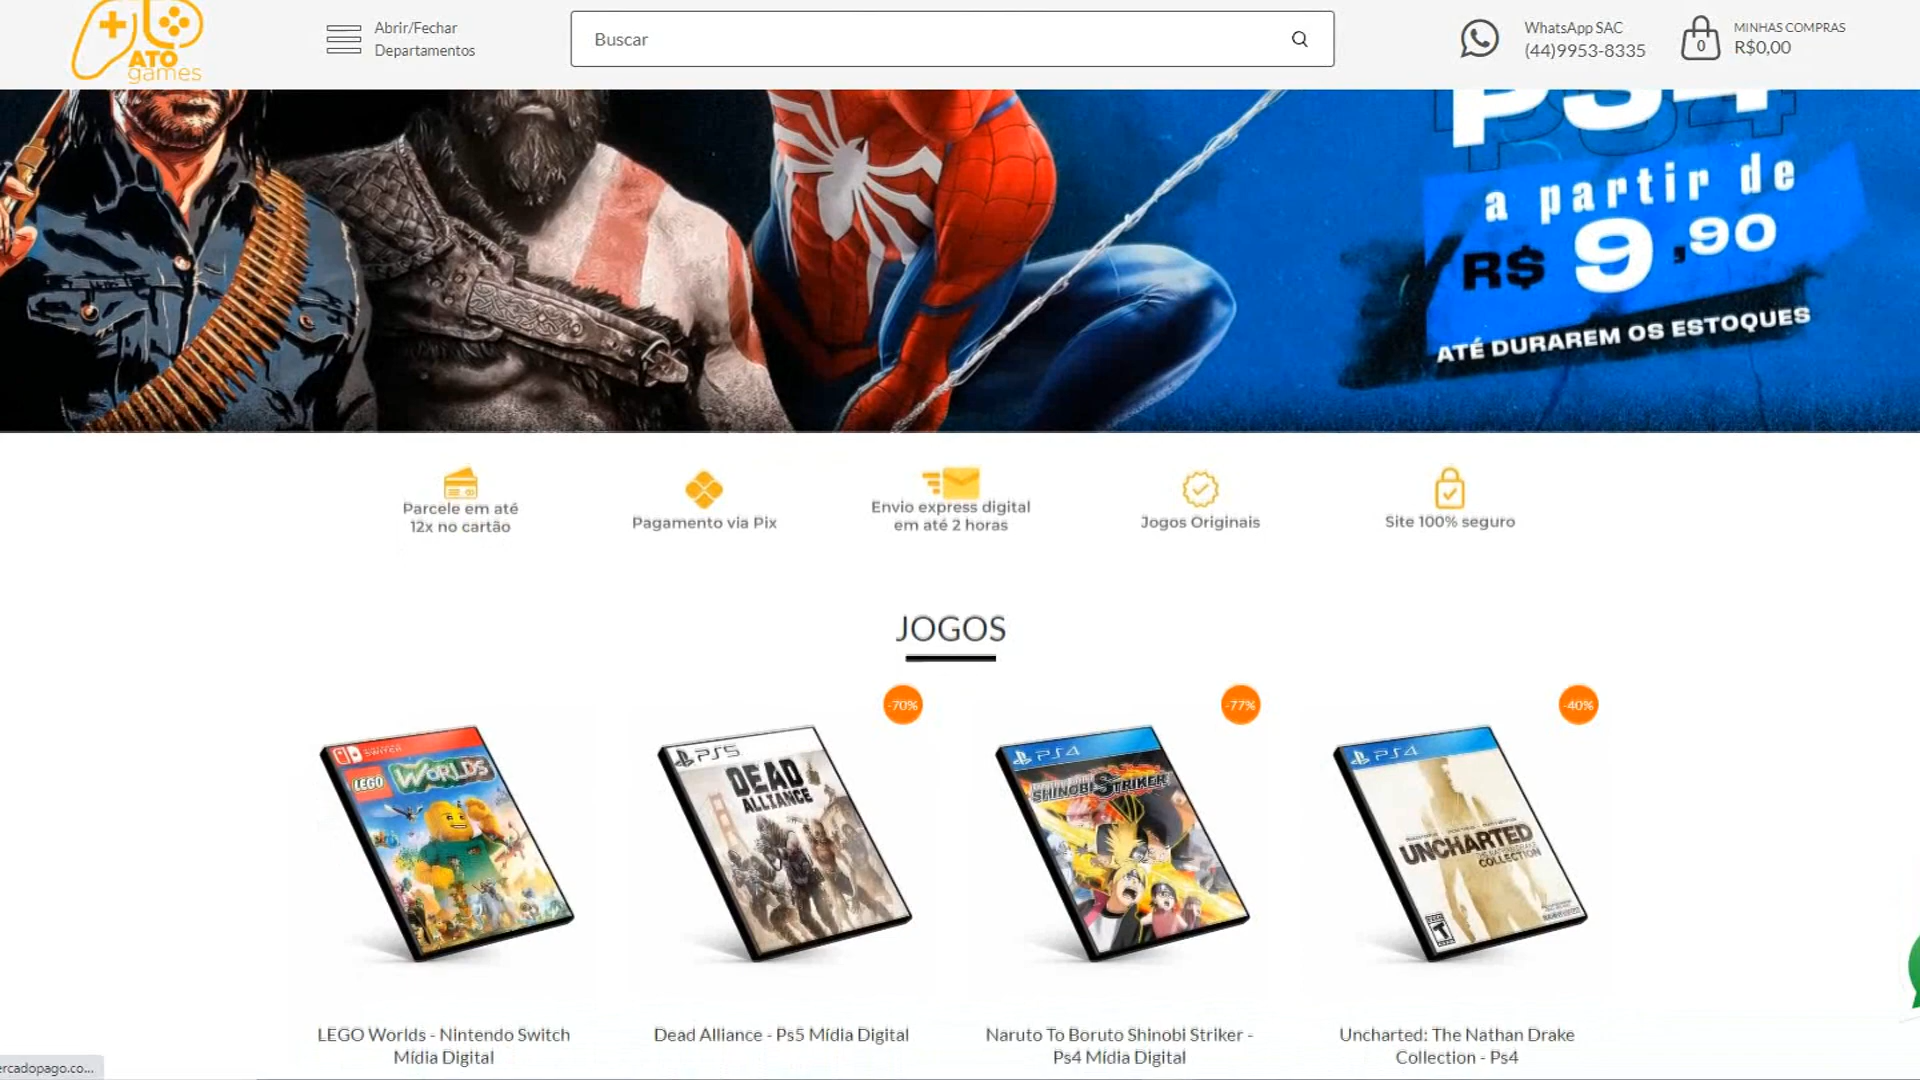 ATO
games
Abrir/Fechar
Departamentos
Buscar
WhatsApp SAC
(44)9953-8335
0
MINHAS COMPRAS
R$0,00
PS4
a partir de
R$ 9,90
ATÉ DURAREM OS ESTOQUES
Parcele em até
12x no cartão
Pagamento via Pix
Envio express digital
em até 2 horas
Jogos Originais
Site 100% seguro
JOGOS
-70%
-77%
-40%
SWITCH
LEGO WORLDS
PS5
DEAD
ALLIANCE
PS4
SHINOBI STRIKER
PS4
UNCHARTED
COLLECTION
T
LEGO Worlds - Nintendo Switch
Mídia Digital
Dead Alliance - Ps5 Mídia Digital
Naruto To Boruto Shinobi Striker -
Ps4 Mídia Digital
Uncharted: The Nathan Drake
Collection - Ps4
ercadopago.co...